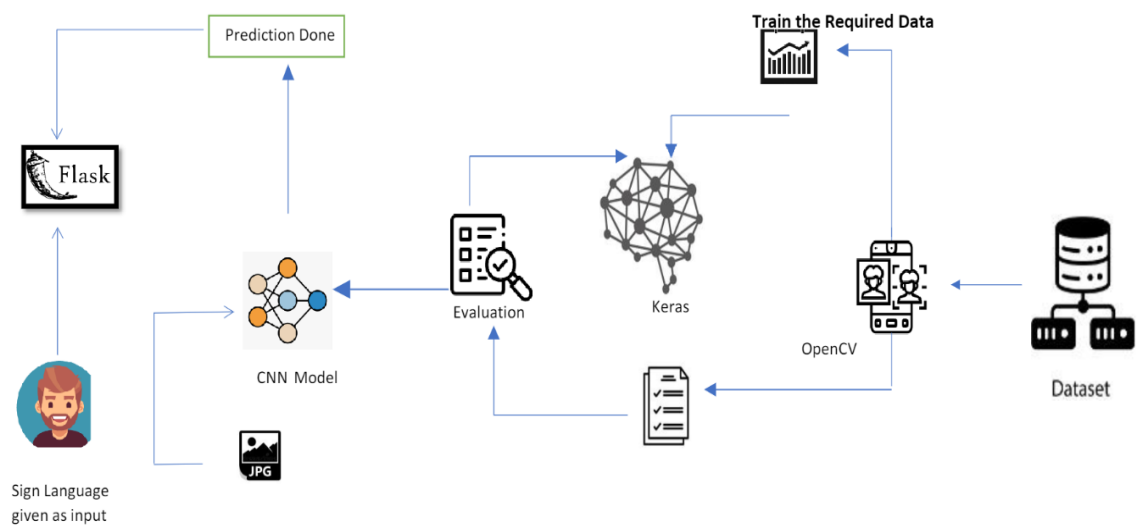 Train the Required Data
Prediction Done
Flask
Evaluation
Keras
OpenCV
CNN Model
Dataset
JPG
Sign Language
given as input